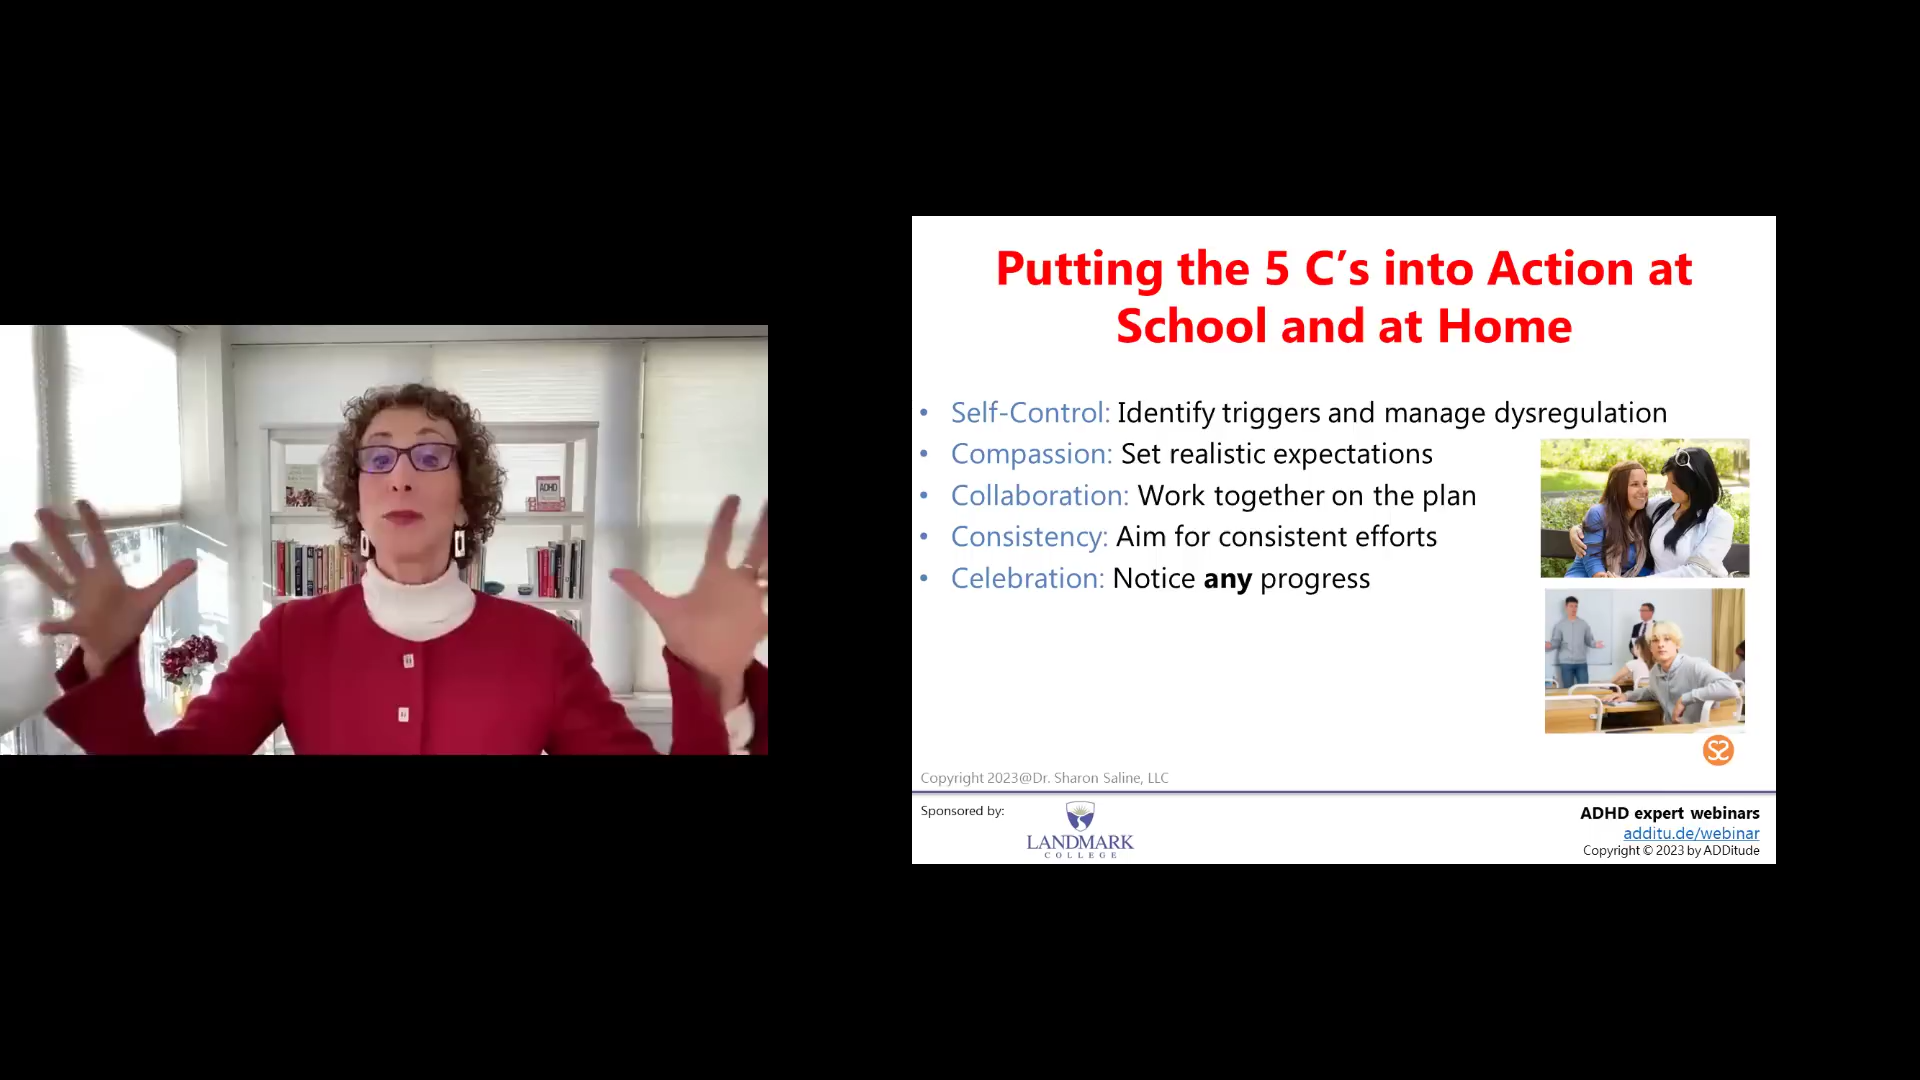 Putting the 5 C’s into Action at
School and at Home
• Self-Control: Identify triggers and manage dysregulation
• Compassion: Set realistic expectations
• Collaboration: Work together on the plan
• Consistency: Aim for consistent efforts
• Celebration: Notice any progress
Copyright 2023@Dr. Sharon Saline, LLC
Sponsored by:
LANDMARK
COLLEGE
ADHD expert webinars
additu.de/webinar
Copyright © 2023 by ADDitude
ADHD